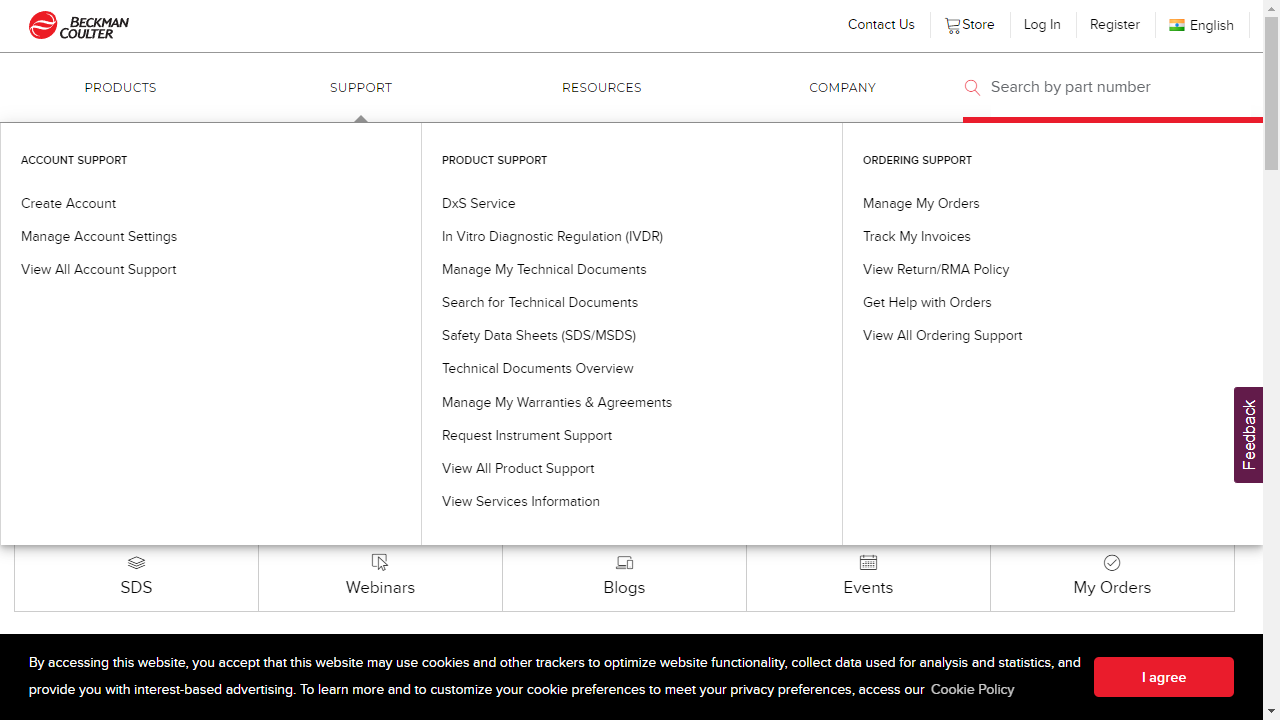 BECKMAN
COULTER
Contact Us
Store
Log In
Register
English
PRODUCTS
SUPPORT
RESOURCES
COMPANY
Search by part number
ACCOUNT SUPPORT
Create Account
Manage Account Settings
View All Account Support
PRODUCT SUPPORT
DxS Service
In Vitro Diagnostic Regulation (IVDR)
Manage My Technical Documents
Search for Technical Documents
Safety Data Sheets (SDS/MSDS)
Technical Documents Overview
Manage My Warranties & Agreements
Request Instrument Support
View All Product Support
View Services Information
ORDERING SUPPORT
Manage My Orders
Track My Invoices
View Return/RMA Policy
Get Help with Orders
View All Ordering Support
Feedback
SDS
Webinars
Blogs
Events
My Orders
By accessing this website, you accept that this website may use cookies and other trackers to optimize website functionality, collect data used for analysis and statistics, and
provide you with interest-based advertising. To learn more and to customize your cookie preferences to meet your privacy preferences, access our Cookie Policy
I agree